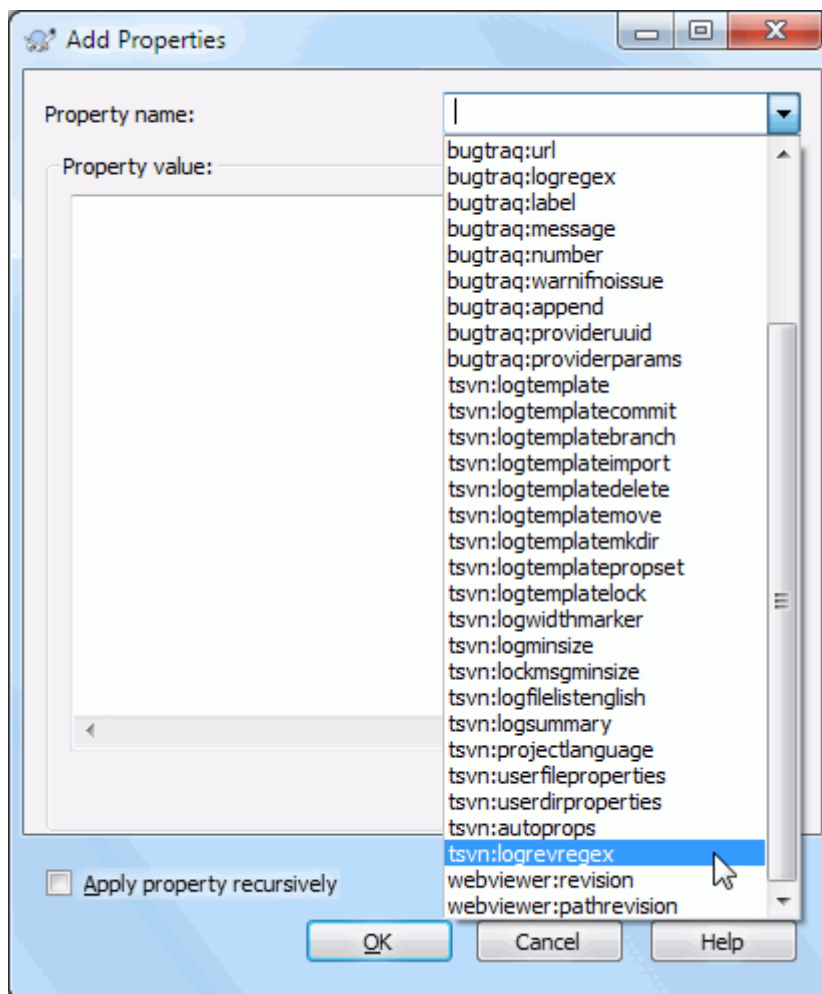 Add Properties
Property name:
Property value:
bugtraq:url
bugtraq:logregex
bugtraq:label
bugtraq:message
bugtraq:number
bugtraq:warnifnoissue
bugtraq:append
bugtraq:provideruuid
bugtraq:providerparams
tsvn:logtemplate
tsvn:logtemplatecommit
tsvn:logtemplatebranch
tsvn:logtemplateimport
tsvn:logtemplatedelete
tsvn:logtemplatemove
tsvn:logtemplatemkdir
tsvn:logtemplatepropset
tsvn:logtemplatelock
tsvn:logwidthmarker
tsvn:logminsize
tsvn:lockmsgminsize
tsvn:logfilelistenglish
tsvn:logsummary
tsvn:projectlanguage
tsvn:userfileproperties
tsvn:userdirproperties
tsvn:autoprops
tsvn:logrevregex
webviewer:revision
webviewer:pathrevision
Apply property recursively
OK Cancel Help